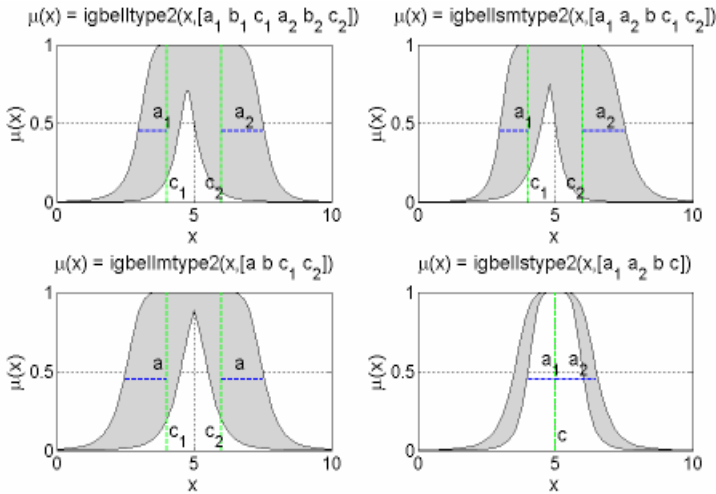 μ(x) = igbelltype2(x,[a₁ b₁ c₁ a₂ b₂ c₂])
1
a₁ a₂
μ(x) 0.5
c₁ c₂
0
0 5 10
x
μ(x) = igbellsmtype2(x,[a₁ a₂ b c₁ c₂])
1
a₁ a₂
μ(x) 0.5
c₁ c₂
0
0 5 10
x
μ(x) = igbellmtype2(x,[a b c₁ c₂])
1
a a
μ(x) 0.5
c₁ c₂
0
0 5 10
x
μ(x) = igbellstype2(x,[a₁ a₂ b c])
1
a₁ a₂
μ(x) 0.5
c
0
0 5 10
x